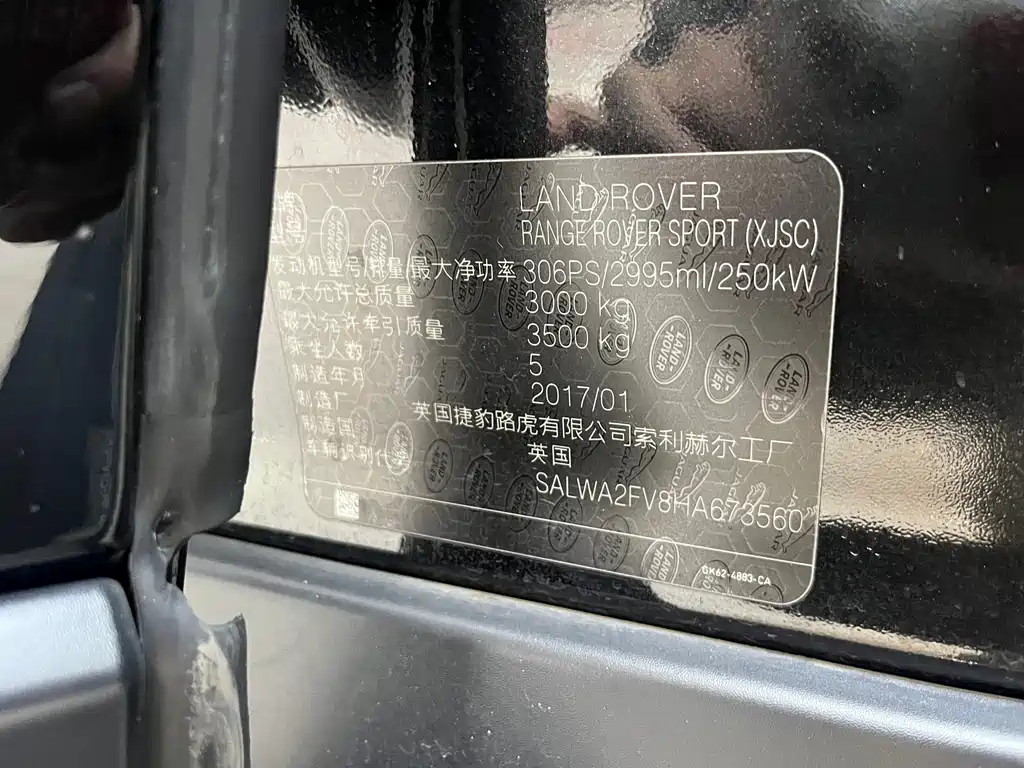 LAND ROVER
RANGE ROVER SPORT (XJSC)
发动机型号/排量/最大净功率 306PS/2995ml/250kW
最大允许总质量 3000 kg
最大允许牵引质量 3500 kg
乘坐人数 5
制造年月 2017/01
制造厂 英国捷豹路虎有限公司索利赫尔工厂
制造国 英国
车辆识别代 SALWA2FV8HA673560
GK62-4883-CA
LAND-ROVER
JAGUAR